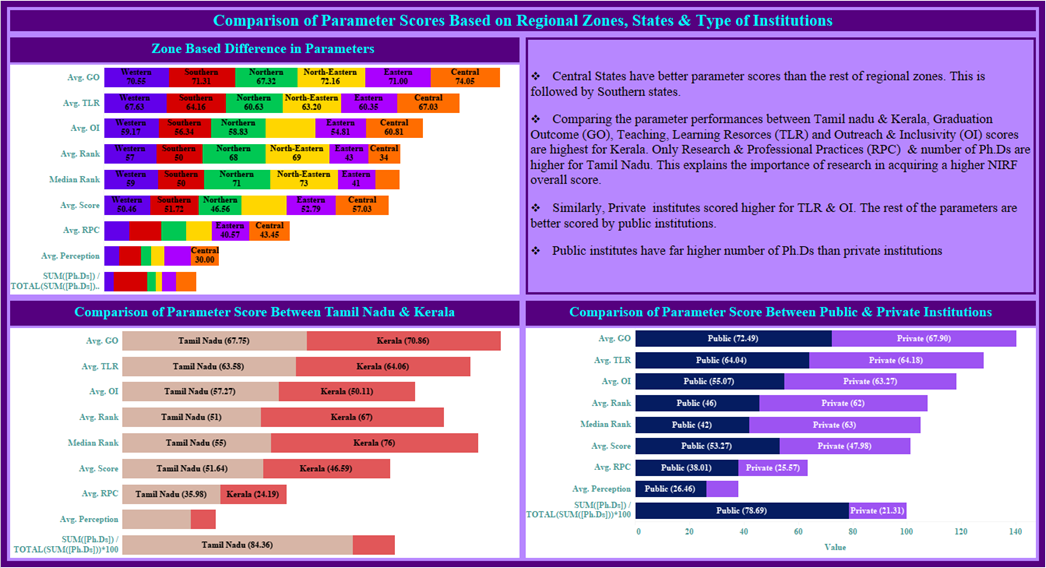 Comparison of Parameter Scores Based on Regional Zones, States & Type of Institutions
Zone Based Difference in Parameters
Avg. GO
Western Southern Northern North-Eastern Eastern Central
70.55 71.31 67.32 72.16 71.00 74.05
Avg. TLR
Western Southern Northern North-Eastern Eastern Central
67.63 64.16 60.63 63.20 60.35 67.03
Avg. OI
Western Southern Northern Eastern Central
59.17 56.34 58.83 54.81 60.81
Avg. Rank
Western Southern Northern North-Eastern Eastern Central
57 50 68 69 43 34
Median Rank
Western Southern Northern North-Eastern Eastern
59 50 71 73 41
Avg. Score
Western Southern Northern Eastern Central
50.46 51.72 46.56 52.79 57.03
Avg. RPC
Eastern Central
40.57 43.45
Avg. Perception
Central
30.00
SUM([Ph.Ds]) /
TOTAL(SUM([Ph.Ds])..
❖ Central States have better parameter scores than the rest of regional zones. This is
followed by Southern states.
❖ Comparing the parameter performances between Tamil nadu & Kerala, Graduation
Outcome (GO), Teaching, Learning Resorces (TLR) and Outreach & Inclusivity (OI) scores
are highest for Kerala. Only Research & Professional Practices (RPC) & number of Ph.Ds are
higher for Tamil Nadu. This explains the importance of research in acquiring a higher NIRF
overall score.
❖ Similarly, Private institutes scored higher for TLR & OI. The rest of the parameters are
better scored by public institutions.
❖ Public institutes have far higher number of Ph.Ds than private institutions
Comparison of Parameter Score Between Tamil Nadu & Kerala
Avg. GO Tamil Nadu (67.75) Kerala (70.86)
Avg. TLR Tamil Nadu (63.58) Kerala (64.06)
Avg. OI Tamil Nadu (57.27) Kerala (50.11)
Avg. Rank Tamil Nadu (51) Kerala (67)
Median Rank Tamil Nadu (55) Kerala (76)
Avg. Score Tamil Nadu (51.64) Kerala (46.59)
Avg. RPC Tamil Nadu (35.98) Kerala (24.19)
Avg. Perception
SUM([Ph.Ds]) /
TOTAL(SUM([Ph.Ds]))*100 Tamil Nadu (84.36)
Comparison of Parameter Score Between Public & Private Institutions
Avg. GO Public (72.49) Private (67.90)
Avg. TLR Public (64.04) Private (64.18)
Avg. OI Public (55.07) Private (63.27)
Avg. Rank Public (46) Private (62)
Median Rank Public (42) Private (63)
Avg. Score Public (53.27) Private (47.98)
Avg. RPC Public (38.01) Private (25.57)
Avg. Perception Public (26.46)
SUM([Ph.Ds]) /
TOTAL(SUM([Ph.Ds]))*100 Public (78.69) Private (21.31)
0 20 40 60 80 100 120 140
Value